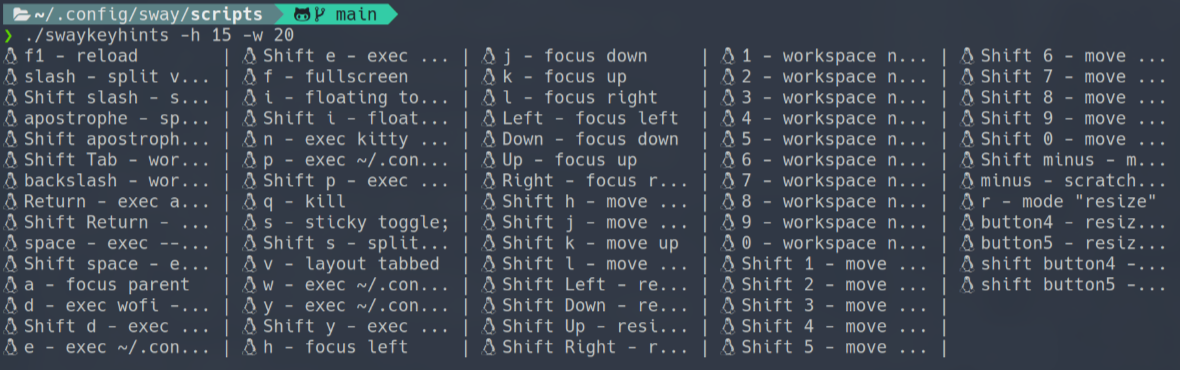 ~/.config/sway/scripts main
❯ ./swaykeyhints -h 15 -w 20
f1 - reload | Shift e - exec ... | j - focus down | 1 - workspace n... | Shift 6 - move ...
slash - split v... | f - fullscreen | k - focus up | 2 - workspace n... | Shift 7 - move ...
Shift slash - s... | i - floating to... | l - focus right | 3 - workspace n... | Shift 8 - move ...
apostrophe - sp... | Shift i - float... | Left - focus left | 4 - workspace n... | Shift 9 - move ...
Shift apostroph... | n - exec kitty | Down - focus down | 5 - workspace n... | Shift 0 - move ...
Shift Tab - wor... | p - exec ~/.con... | Up - focus up | 6 - workspace n... | Shift minus - m...
backslash - wor... | Shift p - exec ... | Right - focus r... | 7 - workspace n... | minus - scratch...
Return - exec a... | q - kill | Shift h - move ... | 8 - workspace n... | r - mode "resize"
Shift Return - ... | s - sticky toggle; | Shift j - move ... | 9 - workspace n... | button4 - resiz...
space - exec --... | Shift s - split... | Shift k - move up | 0 - workspace n... | button5 - resiz...
Shift space - e... | v - layout tabbed | Shift l - move ... | Shift 1 - move ... | shift button4 -...
a - focus parent | w - exec ~/.con... | Shift Left - re... | Shift 2 - move ... | shift button5 -...
d - exec wofi -... | y - exec ~/.con... | Shift Down - re... | Shift 3 - move ... |
Shift d - exec ... | Shift y - exec ... | Shift Up - resi... | Shift 4 - move ... |
e - exec ~/.con... | h - focus left | Shift Right - r... | Shift 5 - move ... |